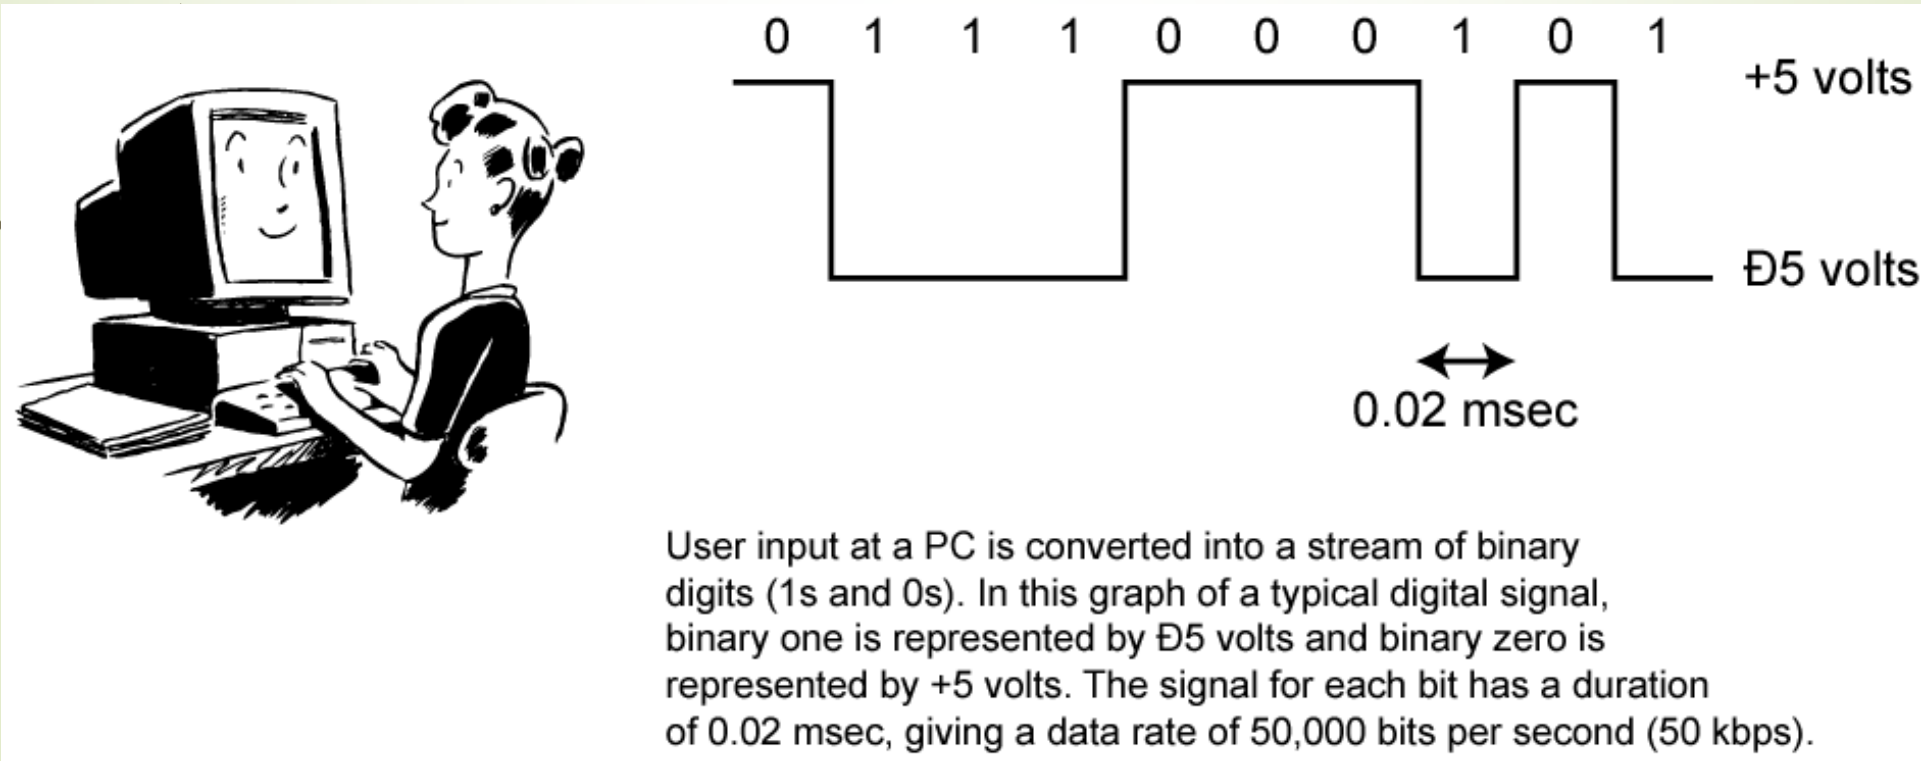 0 1 1 1 0 0 0 1 0 1
+5 volts
Ð5 volts
0.02 msec
User input at a PC is converted into a stream of binary
digits (1s and 0s). In this graph of a typical digital signal,
binary one is represented by Ð5 volts and binary zero is
represented by +5 volts. The signal for each bit has a duration
of 0.02 msec, giving a data rate of 50,000 bits per second (50 kbps).